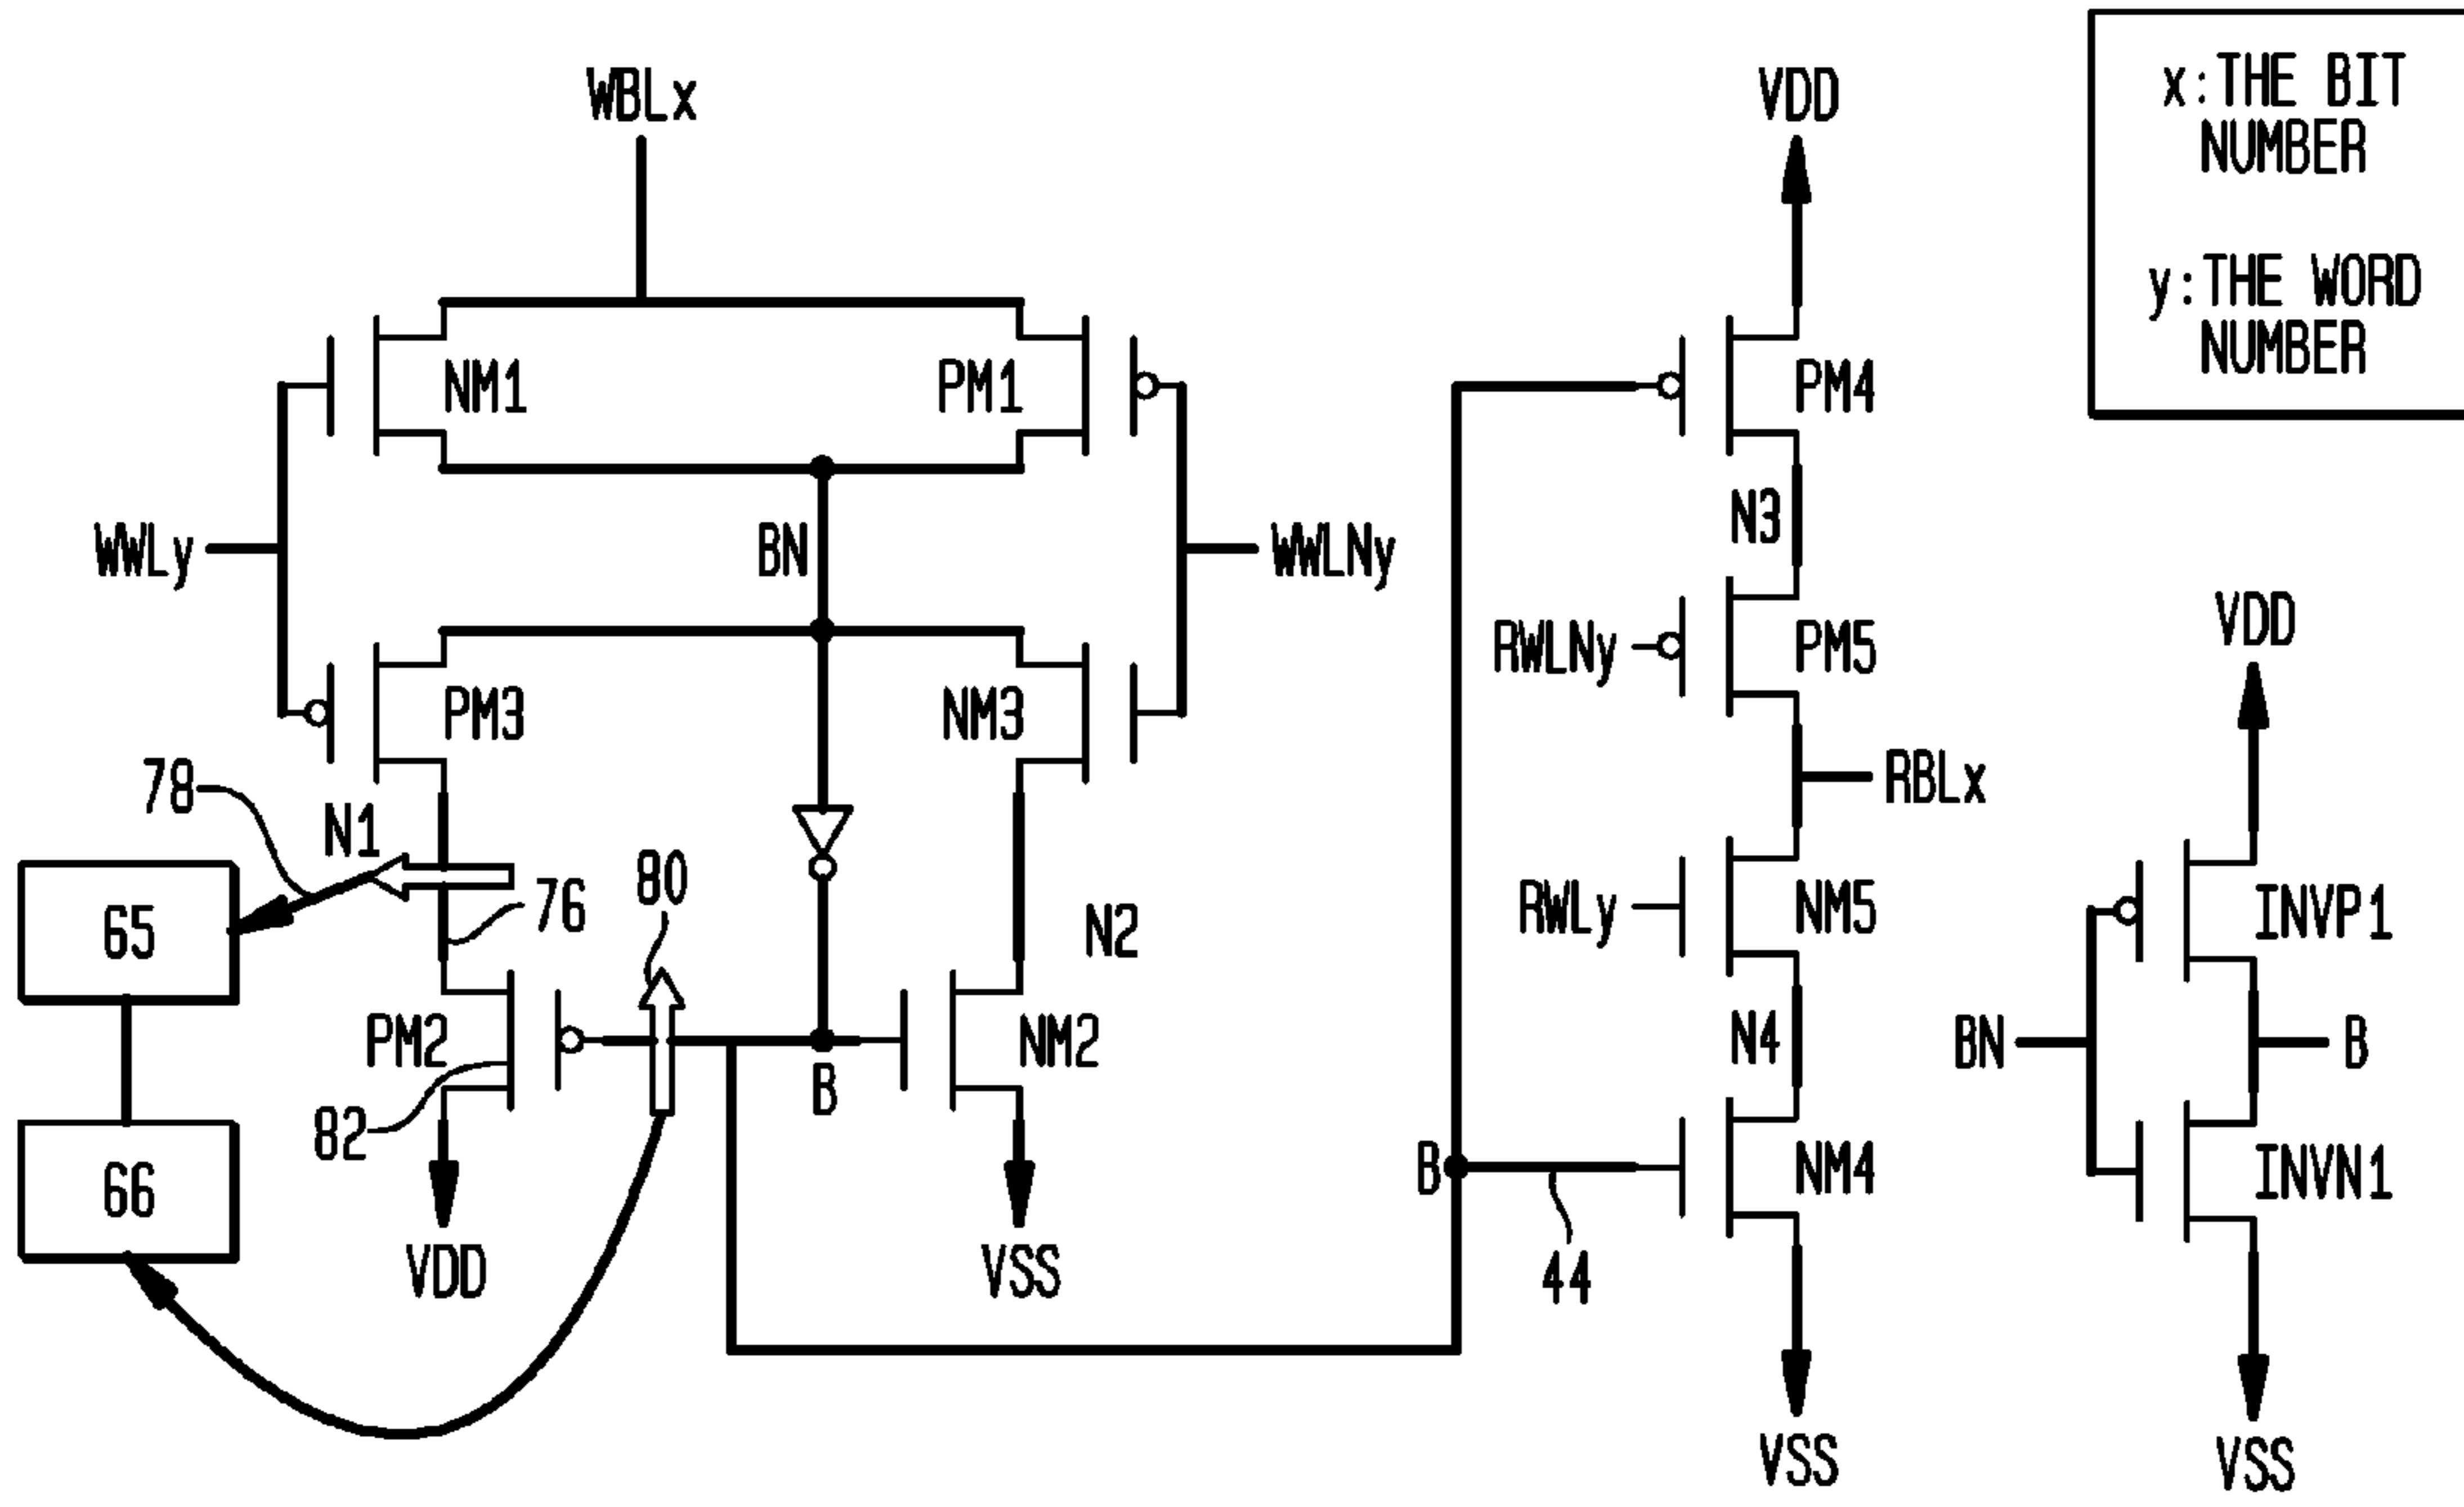 WBLx
VDD
x:THE BIT
NUMBER
y:THE WORD
NUMBER
NM1
PM1
PM4
WWLy
BN
WWLNy
N3
RWLNy
PM5
VDD
PM3
NM3
78
N1
RBLx
65
76
80
N2
RWLy
NM5
INVP1
PM2
B
NM2
N4
BN
B
82
66
B
NM4
INVN1
VDD
VSS
44
VSS
VSS